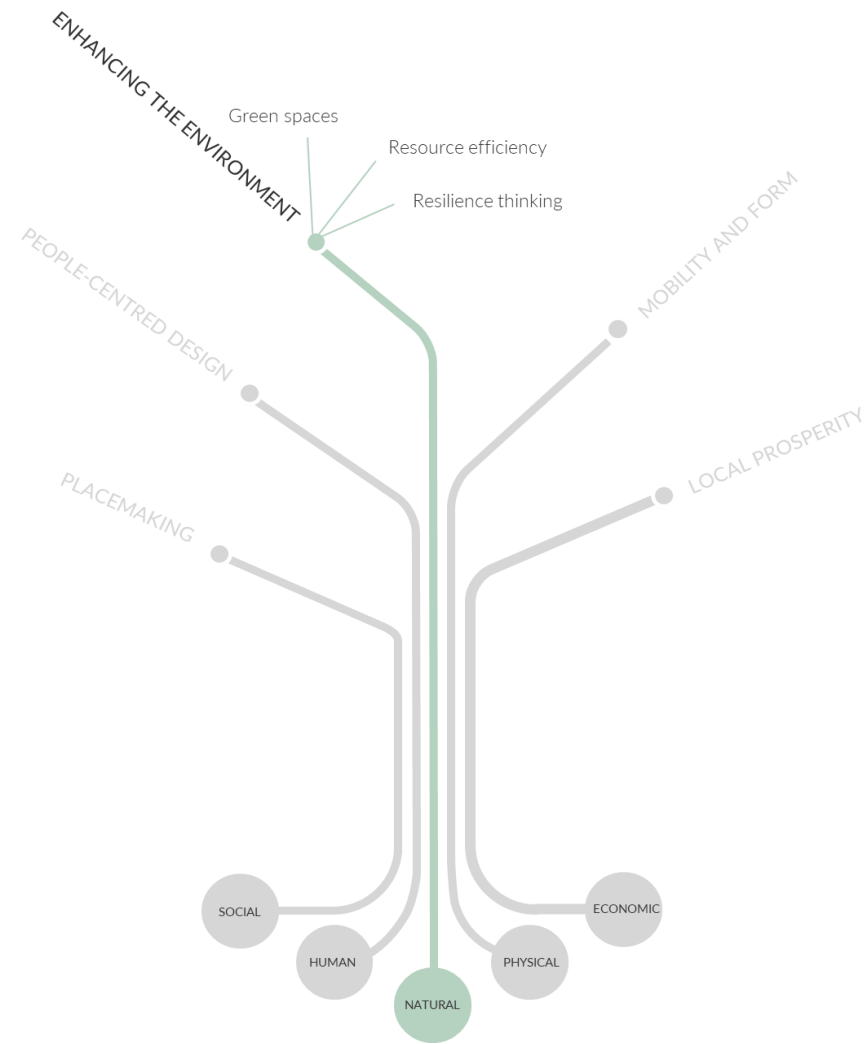 ENHANCING THE ENVIRONMENT
Green spaces
Resource efficiency
Resilience thinking
MOBILITY AND FORM
PEOPLE-CENTRED DESIGN
LOCAL PROSPERITY
PLACEMAKING
SOCIAL
ECONOMIC
HUMAN
PHYSICAL
NATURAL